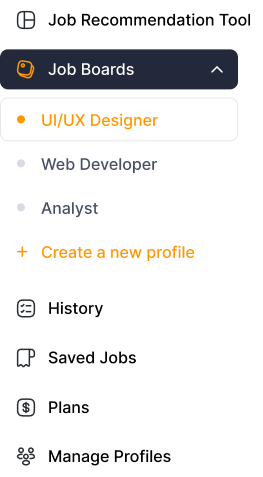 Job Recommendation Tool
Job Boards
UI/UX Designer
Web Developer
Analyst
+ Create a new profile
History
Saved Jobs
Plans
Manage Profiles